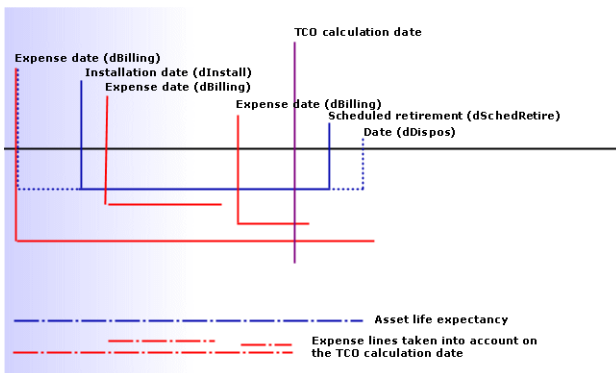 TCO calculation date
Expense date (dBilling)
Installation date (dInstall)
Expense date (dBilling)
Expense date (dBilling)
Scheduled retirement (dSchedRetire)
Date (dDispos)
Asset life expectancy
Expense lines taken into account on
the TCO calculation date